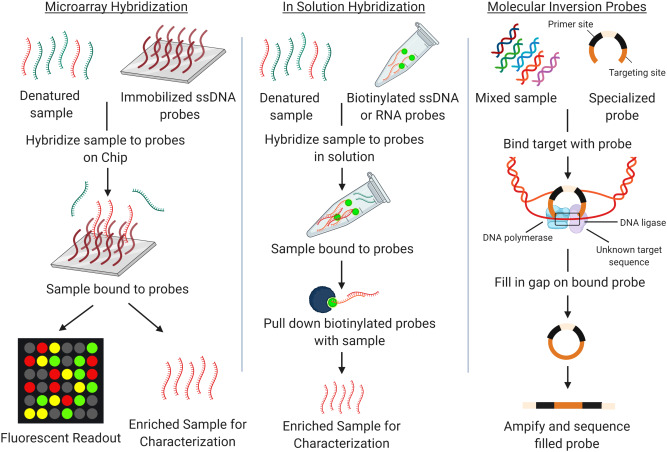 Microarray Hybridization
Denatured
sample
Immobilized ssDNA
probes
Hybridize sample to probes
on Chip
Sample bound to probes
Fluorescent Readout
Enriched Sample for
Characterization
In Solution Hybridization
Denatured
sample
Biotinylated ssDNA
or RNA probes
Hybridize sample to probes
in solution
Sample bound to probes
Pull down biotinylated probes
with sample
Enriched Sample for
Characterization
Molecular Inversion Probes
Primer site
Targeting site
Mixed sample
Specialized
probe
Bind target with probe
DNA polymerase
DNA ligase
Unknown target
sequence
Fill in gap on bound probe
Ampify and sequence
filled probe